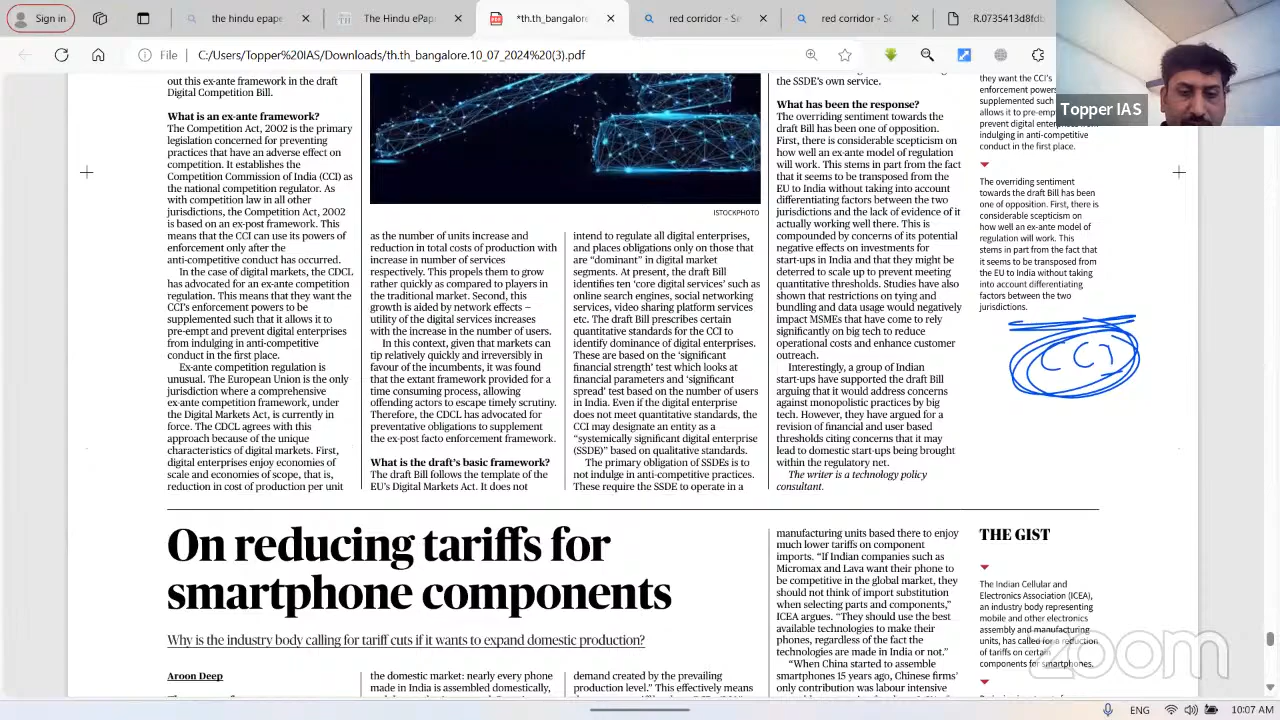 the hindu epape
The Hindu ePap
*th.th_bangalore
red corridor - Se
red corridor - Se
R.0735413d8fdb
File
C:/Users/Topper%20IAS/Downloads/th.th_bangalore.10_07_2024%20(3).pdf
Topper IAS
out this ex-ante framework in the draft
Digital Competition Bill.
What is an ex-ante framework?
The Competition Act, 2002 is the primary
legislation concerned for preventing
practices that have an adverse effect on
competition. It establishes the
Competition Commission of India (CCI) as
the national competition regulator. As
with competition law in all other
jurisdictions, the Competition Act, 2002
is based on an ex-post framework. This
means that the CCI can use its powers of
enforcement only after the
anti-competitive conduct has occurred.
In the case of digital markets, the CDCL
has advocated for an ex-ante competition
regulation. This means that they want the
CCI's enforcement powers to be
supplemented such that it allows it to
pre-empt and prevent digital enterprises
from indulging in anti-competitive
conduct in the first place.
Ex-ante competition regulation is
unusual. The European Union is the only
jurisdiction where a comprehensive
ex-ante competition framework, under
the Digital Markets Act, is currently in
force. The CDCL agrees with this
approach because of the unique
characteristics of digital markets. First,
digital enterprises enjoy economies of
scale and economies of scope, that is,
reduction in cost of production per unit
ISTOCKPHOTO
as the number of units increase and
reduction in total costs of production with
increase in number of services
respectively. This propels them to grow
rather quickly as compared to players in
the traditional market. Second, this
growth is aided by network effects –
utility of the digital services increases
with the increase in the number of users.
In this context, given that markets can
tip relatively quickly and irreversibly in
favour of the incumbents, it was found
that the extant framework provided for a
time consuming process, allowing
offending actors to escape timely scrutiny.
Therefore, the CDCL has advocated for
preventative obligations to supplement
the ex-post facto enforcement framework.
What is the draft's basic framework?
The draft Bill follows the template of the
EU's Digital Markets Act. It does not
intend to regulate all digital enterprises,
and places obligations only on those that
are "dominant" in digital market
segments. At present, the draft Bill
identifies ten 'core digital services' such as
online search engines, social networking
services, video sharing platform services
etc. The draft Bill prescribes certain
quantitative standards for the CCI to
identify dominance of digital enterprises.
These are based on the 'significant
financial strength' test which looks at
financial parameters and 'significant
spread' test based on the number of users
in India. Even if the digital enterprise
does not meet quantitative standards, the
CCI may designate an entity as a
"systemically significant digital enterprise
(SSDE)" based on qualitative standards.
The primary obligation of SSDEs is to
not indulge in anti-competitive practices.
These require the SSDE to operate in a
the SSDE's own service.
What has been the response?
The overriding sentiment towards the
draft Bill has been one of opposition.
First, there is considerable scepticism on
how well an ex-ante model of regulation
will work. This stems in part from the fact
that it seems to be transposed from the
EU to India without taking into account
differentiating factors between the two
jurisdictions and the lack of evidence of it
actually working well there. This is
compounded by concerns of its potential
negative effects on investments for
start-ups in India and that they might be
deterred to scale up to prevent meeting
quantitative thresholds. Studies have also
shown that restrictions on tying and
bundling and data usage would negatively
impact MSMEs that have come to rely
significantly on big tech to reduce
operational costs and enhance customer
outreach.
Interestingly, a group of Indian
start-ups have supported the draft Bill
arguing that it would address concerns
against monopolistic practices by big
tech. However, they have argued for a
revision of financial and user based
thresholds citing concerns that it may
lead to domestic start-ups being brought
within the regulatory net.
The writer is a technology policy
consultant.
they want the CCI's
enforcement powers
supplemented such
allows it to pre-emp
prevent digital enter
indulging in anti-competitive
conduct in the first place.
The overriding sentiment
towards the draft Bill has been
one of opposition. First, there is
considerable scepticism on
how well an ex-ante model of
regulation will work. This
stems in part from the fact that
it seems to be transposed from
the EU to India without taking
into account differentiating
factors between the two
jurisdictions.
CCI
On reducing tariffs for
smartphone components
Why is the industry body calling for tariff cuts if it wants to expand domestic production?
Aroon Deep
the domestic market: nearly every phone
made in India is assembled domestically,
demand created by the prevailing
production level." This effectively means
manufacturing units based there to enjoy
much lower tariffs on component
imports. "If Indian companies such as
Micromax and Lava want their phone to
be competitive in the global market, they
should not think of import substitution
when selecting parts and components,"
ICEA argues. "They should use the best
available technologies to make their
phones, regardless of the fact the
technologies are made in India or not."
"When China started to assemble
smartphones 15 years ago, Chinese firms'
only contribution was labour intensive
THE GIST
The Indian Cellular and
Electronics Association (ICEA),
an industry body representing
mobile and other electronics
assembly and manufacturing
units, has called for a reduction
of tariffs on certain
components for smartphones.
zoom
ENG
10:07 AM